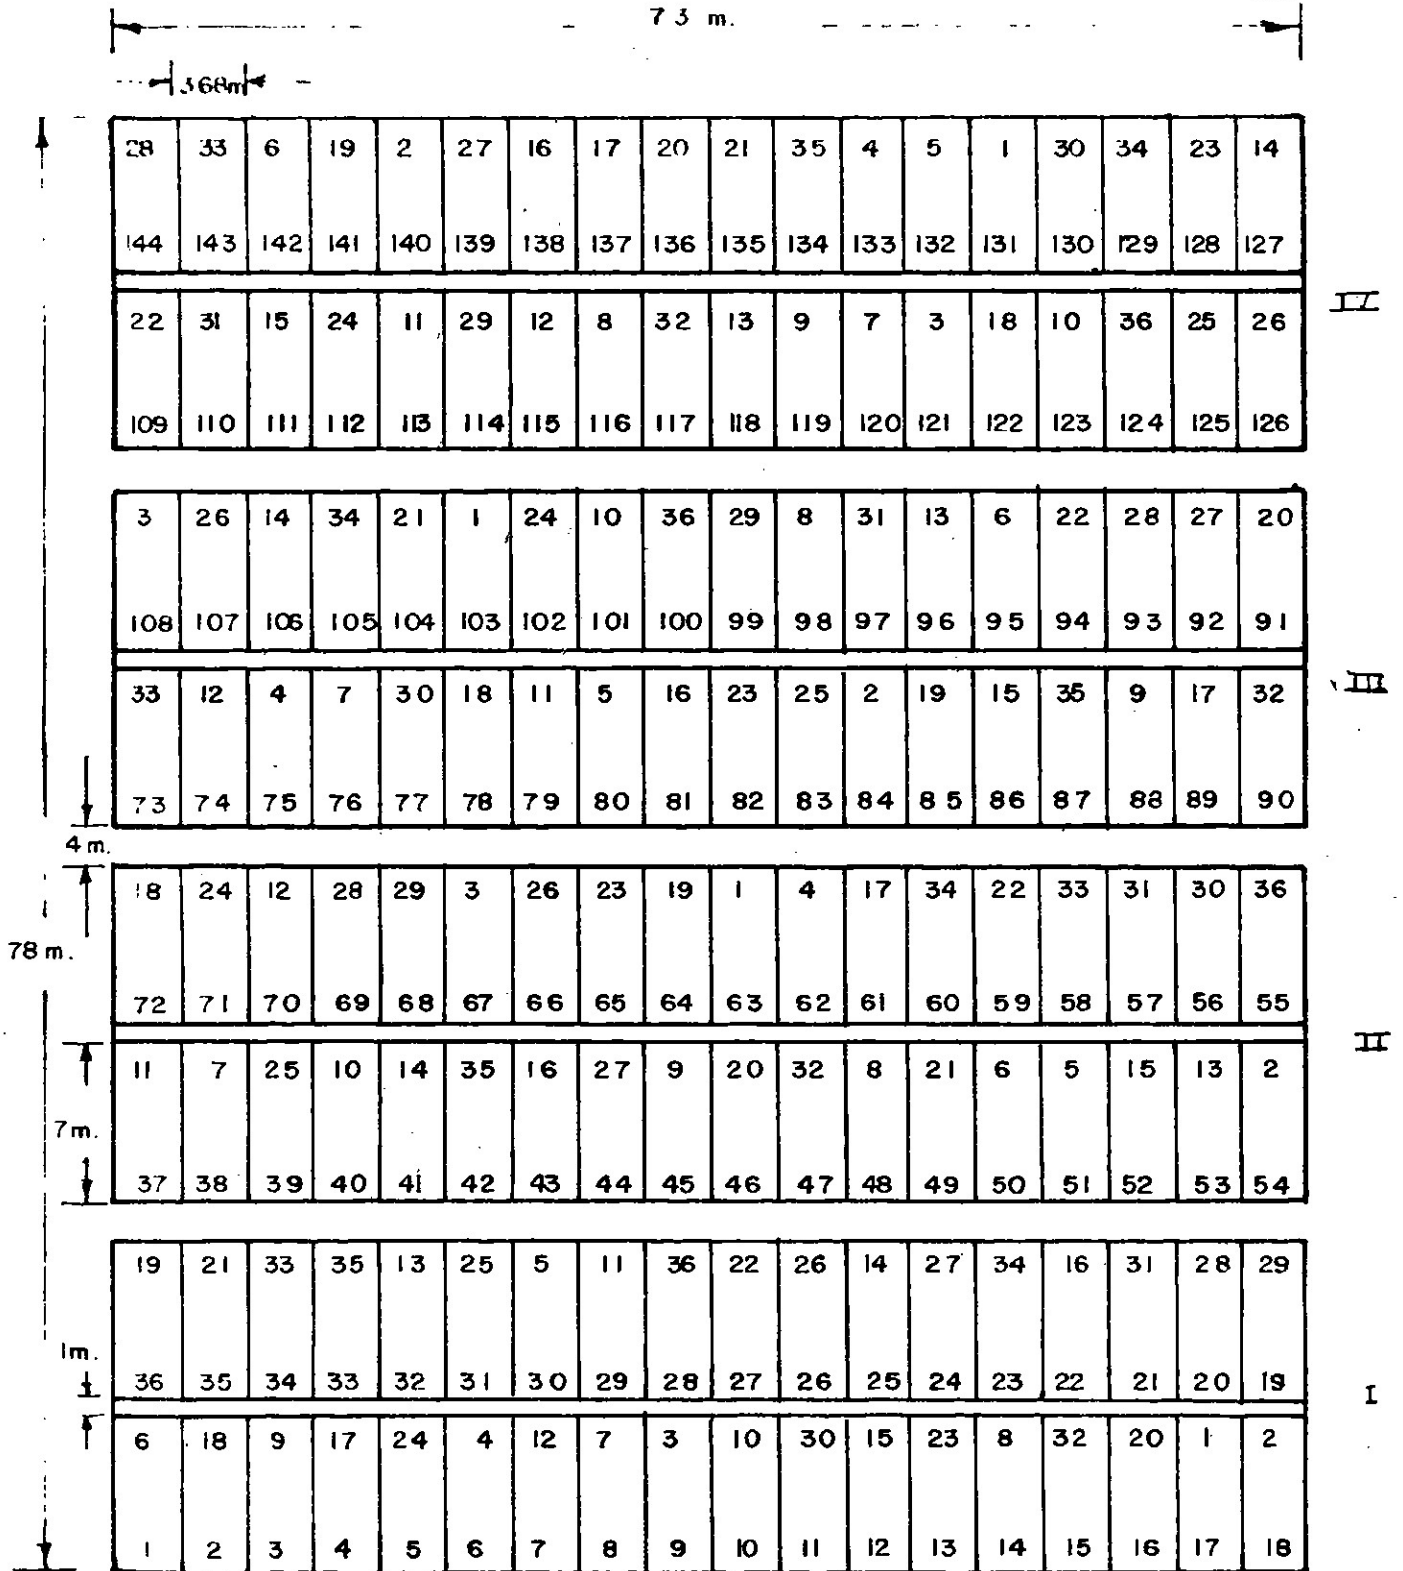 73 m.
3.68m
28 33 6 19 2 27 16 17 20 21 35 4 5 1 30 34 23 14
144 143 142 141 140 139 138 137 136 135 134 133 132 131 130 129 128 127
IV
22 31 15 24 11 29 12 8 32 13 9 7 3 18 10 36 25 26
109 110 111 112 113 114 115 116 117 118 119 120 121 122 123 124 125 126
3 26 14 34 21 1 24 10 36 29 8 31 13 6 22 28 27 20
108 107 106 105 104 103 102 101 100 99 98 97 96 95 94 93 92 91
III
33 12 4 7 30 18 11 5 16 23 25 2 19 15 35 9 17 32
73 74 75 76 77 78 79 80 81 82 83 84 85 86 87 88 89 90
4 m.
18 24 12 28 29 3 26 23 19 1 4 17 34 22 33 31 30 36
78 m.
72 71 70 69 68 67 66 65 64 63 62 61 60 59 58 57 56 55
II
11 7 25 10 14 35 16 27 9 20 32 8 21 6 5 15 13 2
7m.
37 38 39 40 41 42 43 44 45 46 47 48 49 50 51 52 53 54
19 21 33 35 13 25 5 11 36 22 26 14 27 34 16 31 28 29
1m.
36 35 34 33 32 31 30 29 28 27 26 25 24 23 22 21 20 19
I
6 18 9 17 24 4 12 7 3 10 30 15 23 8 32 20 1 2
1 2 3 4 5 6 7 8 9 10 11 12 13 14 15 16 17 18